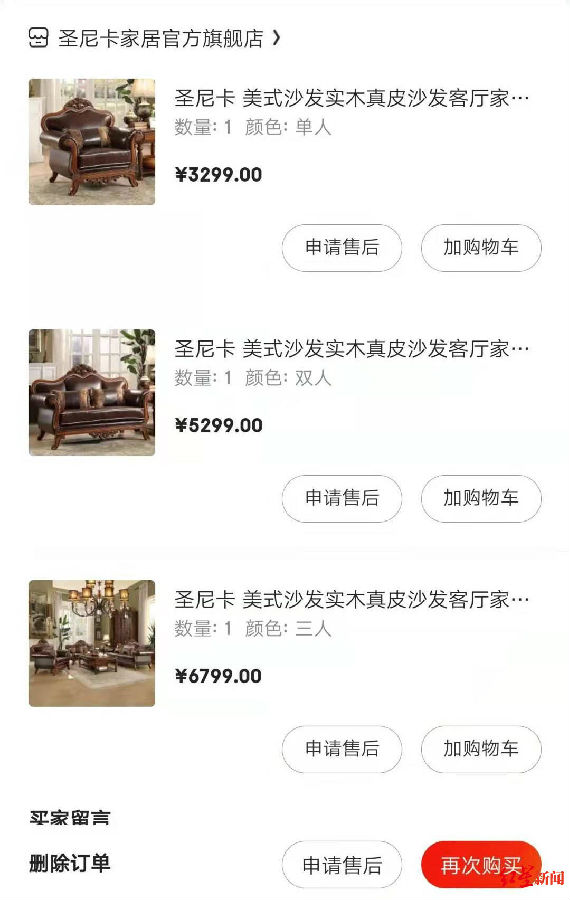 圣尼卡家居官方旗舰店
圣尼卡 美式沙发实木真皮沙发客厅家…
数量: 1 颜色: 单人
¥3299.00
申请售后 加购物车
圣尼卡 美式沙发实木真皮沙发客厅家…
数量: 1 颜色: 双人
¥5299.00
申请售后 加购物车
圣尼卡 美式沙发实木真皮沙发客厅家…
数量: 1 颜色: 三人
¥6799.00
申请售后 加购物车
买家留言
删除订单 申请售后 再次购买
红星新闻